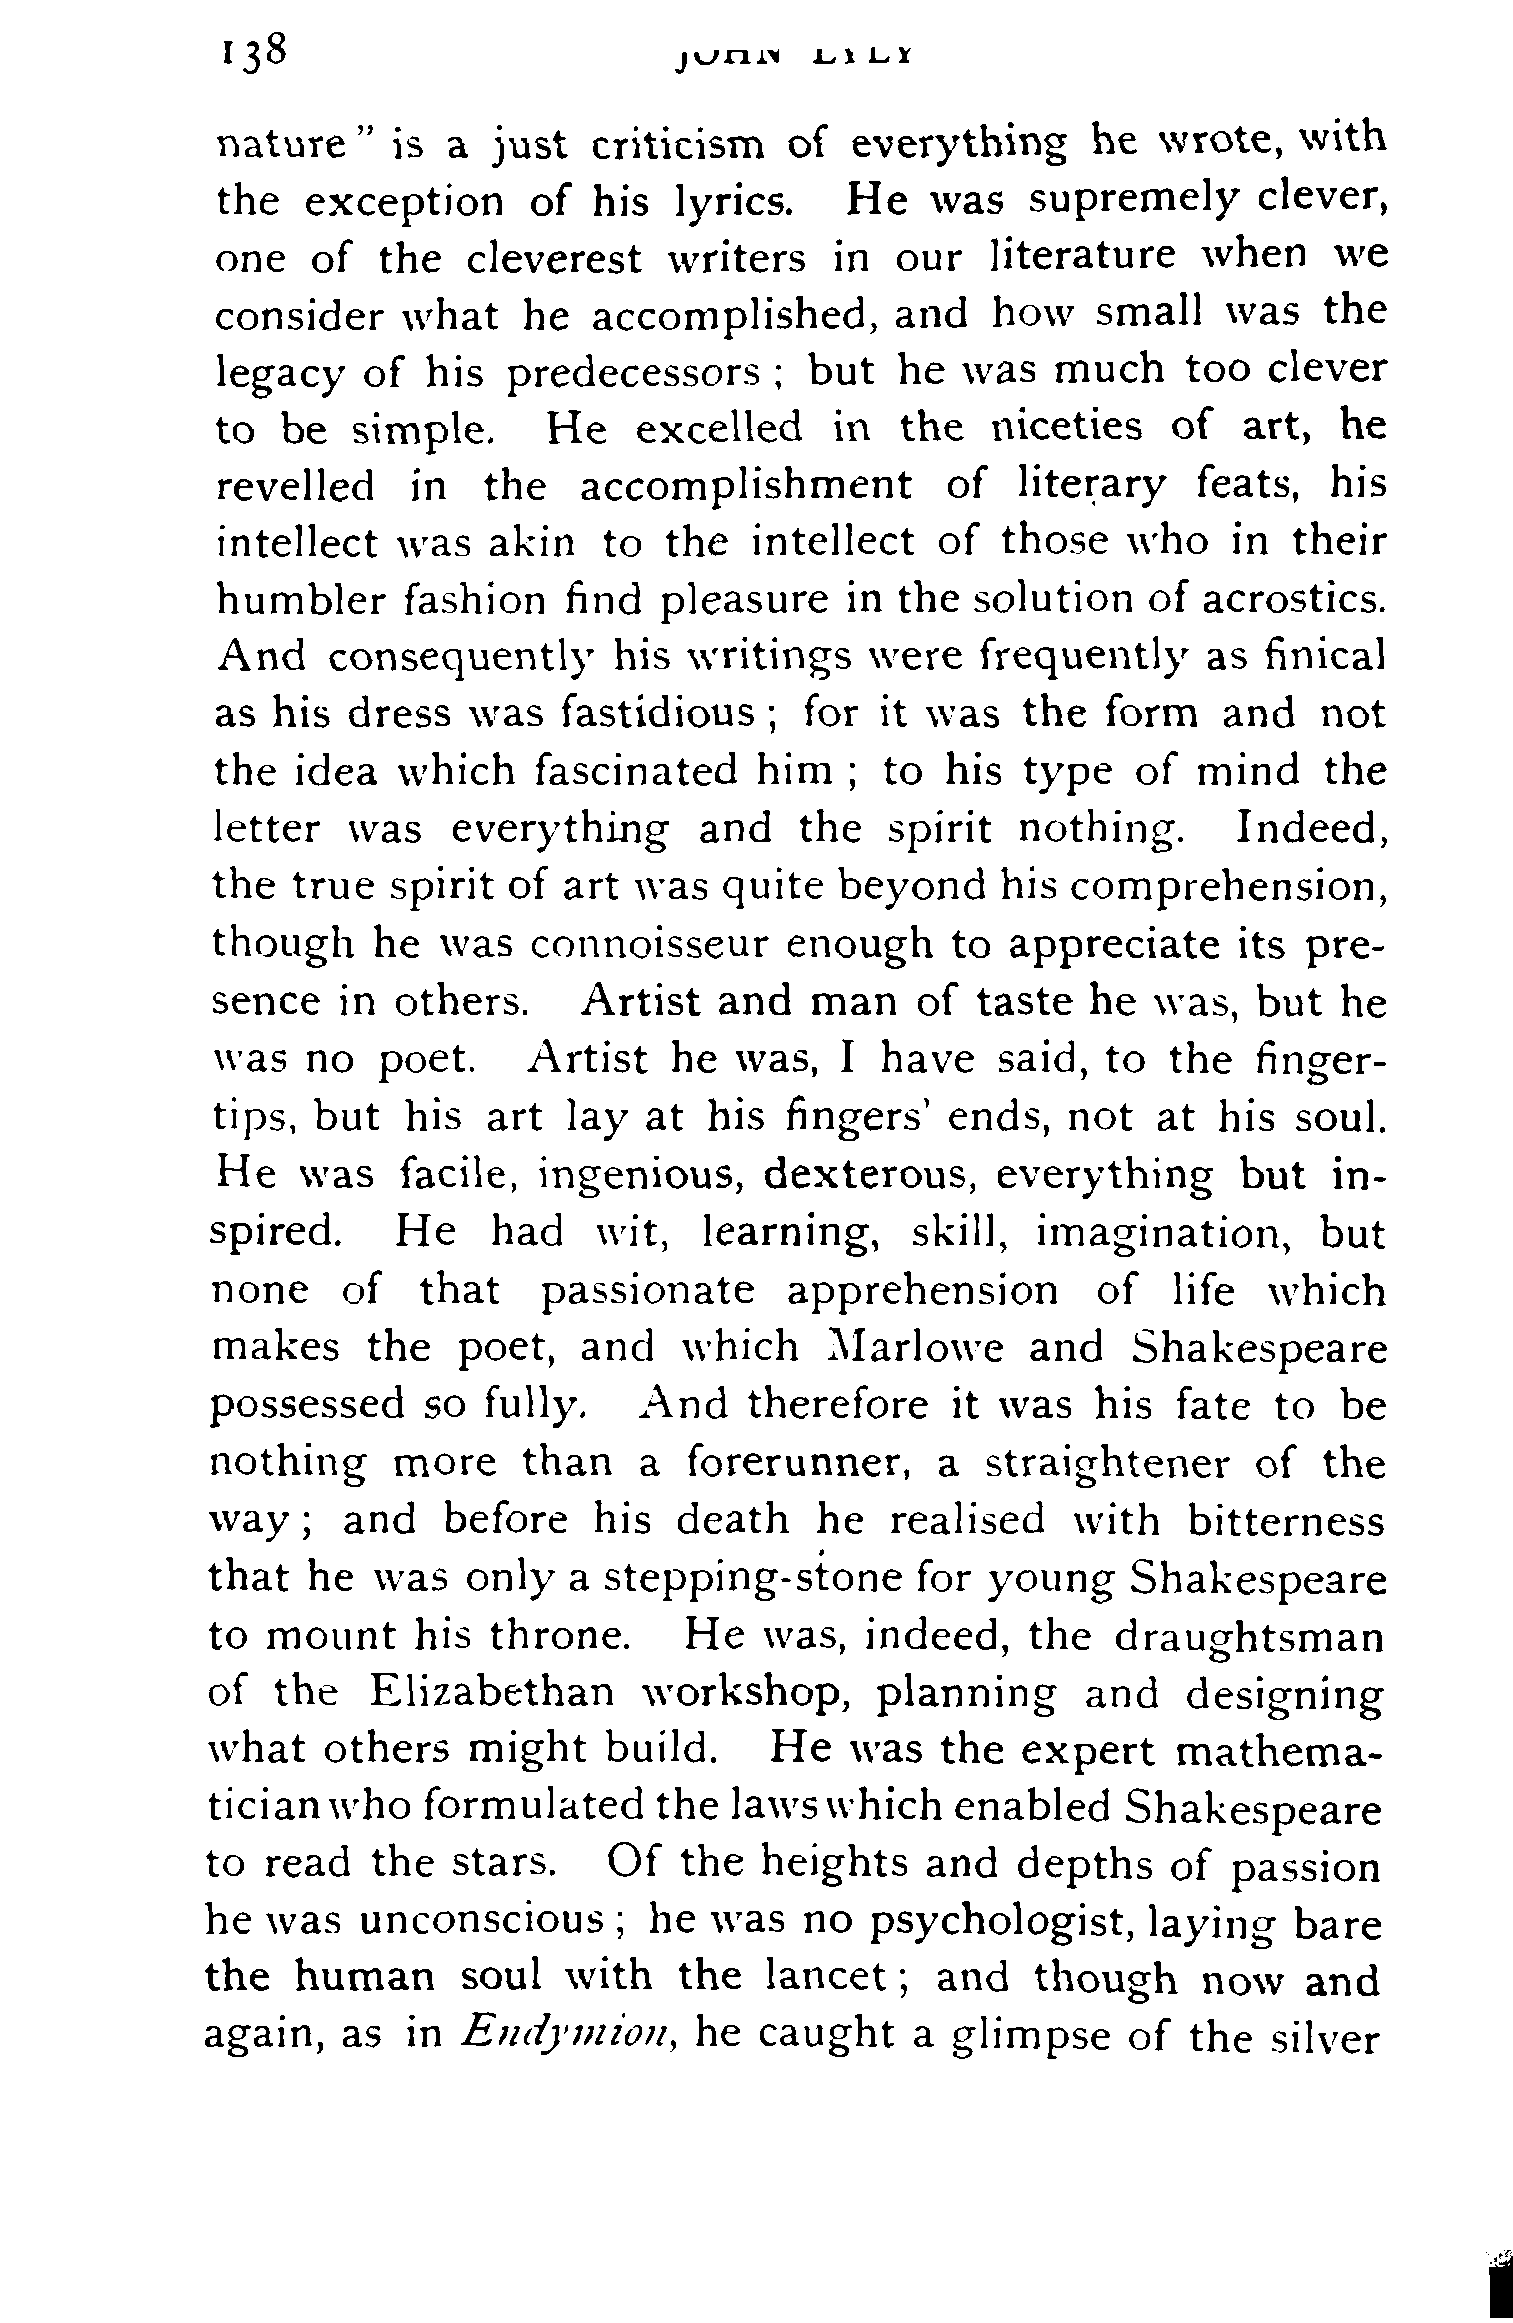 138 JOHN LYLY
nature" is a just criticism of everything he wrote, with
the exception of his lyrics. He was supremely clever,
one of the cleverest writers in our literature when we
consider what he accomplished, and how small was the
legacy of his predecessors ; but he was much too clever
to be simple. He excelled in the niceties of art, he
revelled in the accomplishment of literary feats, his
intellect was akin to the intellect of those who in their
humbler fashion find pleasure in the solution of acrostics.
And consequently his writings were frequently as finical
as his dress was fastidious ; for it was the form and not
the idea which fascinated him ; to his type of mind the
letter was everything and the spirit nothing. Indeed,
the true spirit of art was quite beyond his comprehension,
though he was connoisseur enough to appreciate its pre-
sence in others. Artist and man of taste he was, but he
was no poet. Artist he was, I have said, to the finger-
tips, but his art lay at his fingers' ends, not at his soul.
He was facile, ingenious, dexterous, everything but in-
spired. He had wit, learning, skill, imagination, but
none of that passionate apprehension of life which
makes the poet, and which Marlowe and Shakespeare
possessed so fully. And therefore it was his fate to be
nothing more than a forerunner, a straightener of the
way ; and before his death he realised with bitterness
that he was only a stepping-stone for young Shakespeare
to mount his throne. He was, indeed, the draughtsman
of the Elizabethan workshop, planning and designing
what others might build. He was the expert mathema-
tician who formulated the laws which enabled Shakespeare
to read the stars. Of the heights and depths of passion
he was unconscious ; he was no psychologist, laying bare
the human soul with the lancet ; and though now and
again, as in Endymion, he caught a glimpse of the silver